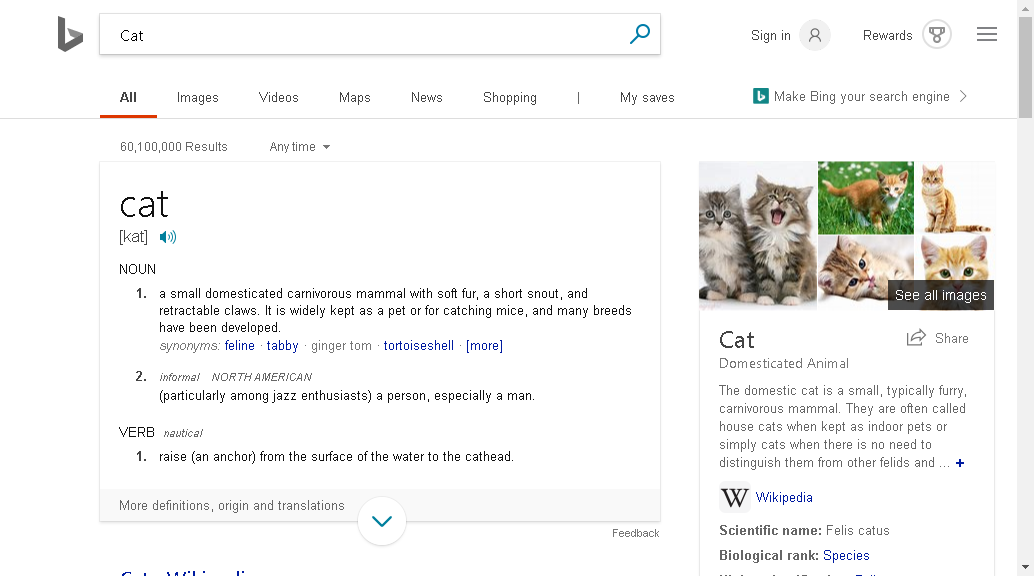 Cat
Sign in
Rewards
All
Images
Videos
Maps
News
Shopping
|
My saves
Make Bing your search engine
60,100,000 Results
Any time
cat
[kat]
NOUN
1. a small domesticated carnivorous mammal with soft fur, a short snout, and
retractable claws. It is widely kept as a pet or for catching mice, and many breeds
have been developed.
synonyms: feline · tabby · ginger tom · tortoiseshell · [more]
2. informal NORTH AMERICAN
(particularly among jazz enthusiasts) a person, especially a man.
VERB nautical
1. raise (an anchor) from the surface of the water to the cathead.
More definitions, origin and translations
Feedback
See all images
Cat
Share
Domesticated Animal
The domestic cat is a small, typically furry,
carnivorous mammal. They are often called
house cats when kept as indoor pets or
simply cats when there is no need to
distinguish them from other felids and ... +
W Wikipedia
Scientific name: Felis catus
Biological rank: Species